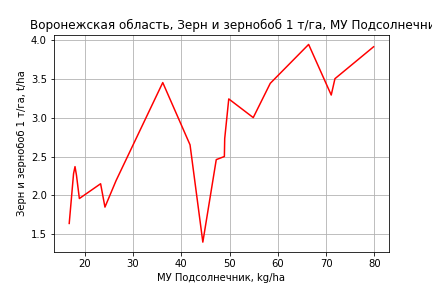 Воронежская область, Зерн и зернобоб 1 т/га, МУ Подсолнечни
4.0
3.5
3.0
2.5
2.0
1.5
Зерн и зернобоб 1 т/га, t/ha
20 30 40 50 60 70 80
МУ Подсолнечник, kg/ha